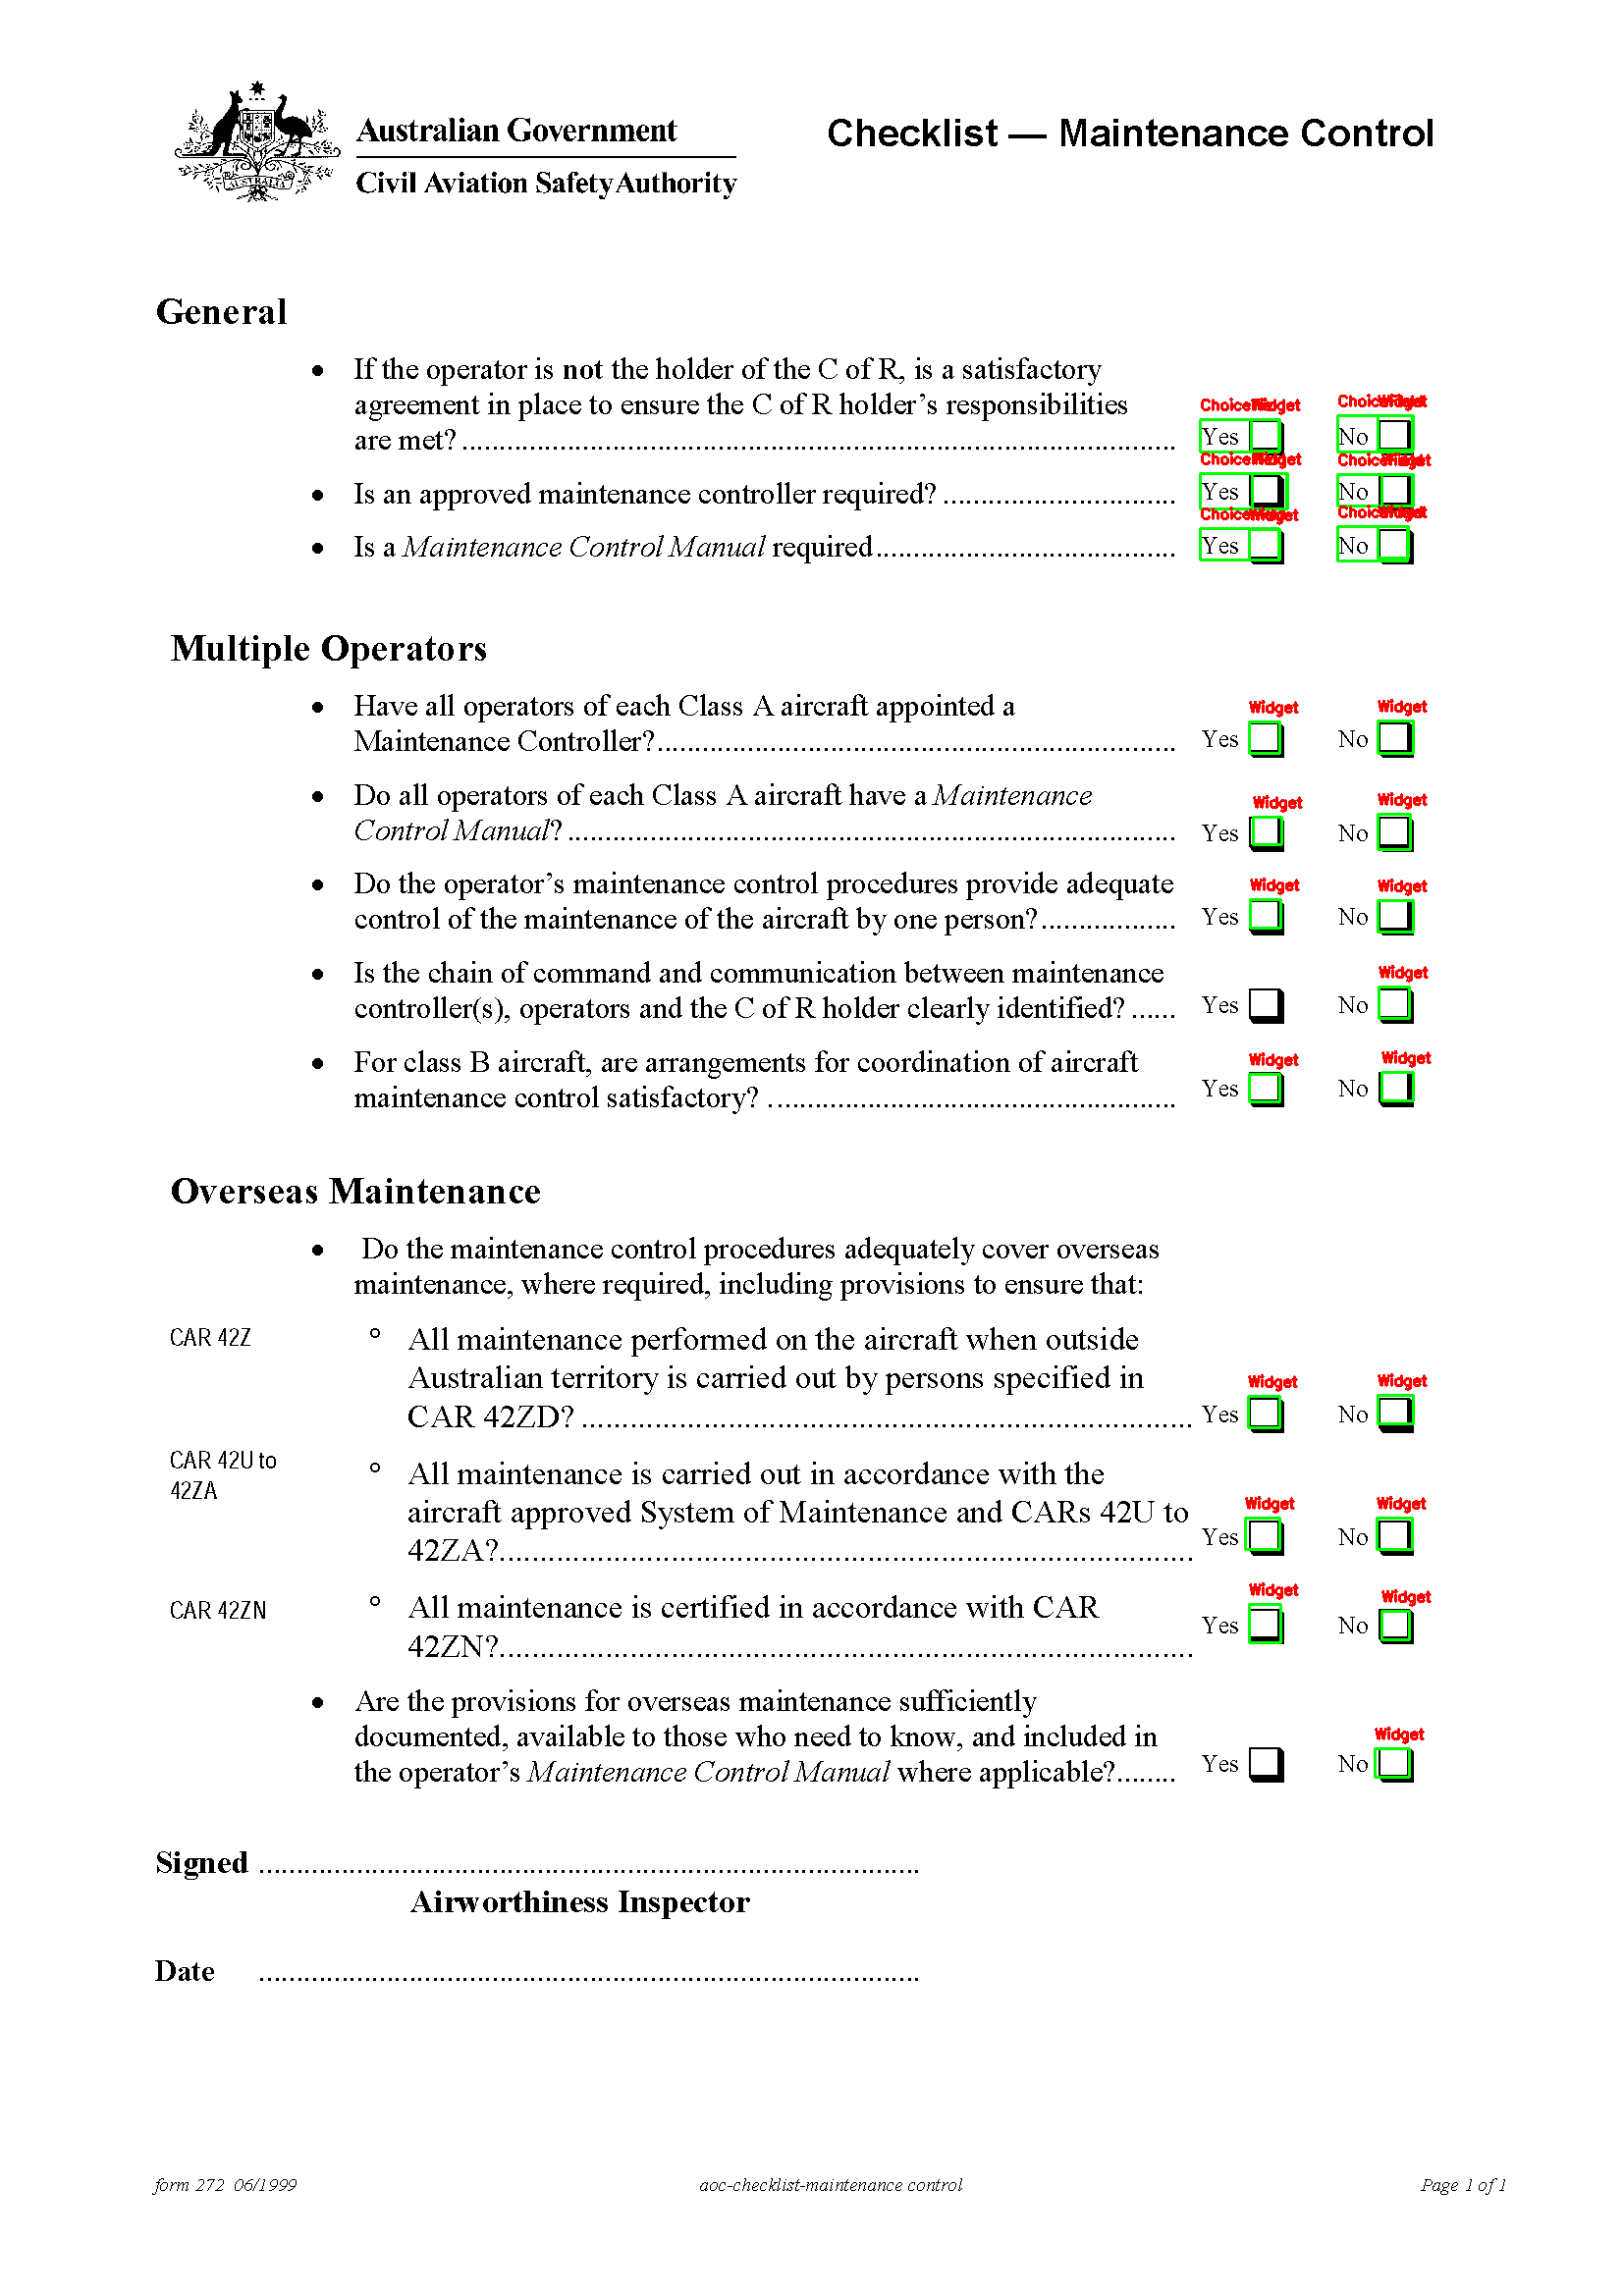 Australian Government
Civil Aviation Safety Authority
Checklist — Maintenance Control
AUSTRALIA
General
• If the operator is not the holder of the C of R, is a satisfactory
agreement in place to ensure the C of R holder's responsibilities
Widget
are met? Yes No
Widget
• Is an approved maintenance controller required? Yes No
• Is a Maintenance Control Manual required Yes No
Multiple Operators
• Have all operators of each Class A aircraft appointed a
Widget Widget
Maintenance Controller? Yes No
• Do all operators of each Class A aircraft have a Maintenance
Widget Widget
Control Manual? Yes No
• Do the operator's maintenance control procedures provide adequate
Widget Widget
control of the maintenance of the aircraft by one person? Yes No
• Is the chain of command and communication between maintenance
Widget
controller(s), operators and the C of R holder clearly identified? Yes No
• For class B aircraft, are arrangements for coordination of aircraft
Widget Widget
maintenance control satisfactory? Yes No
Overseas Maintenance
• Do the maintenance control procedures adequately cover overseas
maintenance, where required, including provisions to ensure that:
CAR 42Z ° All maintenance performed on the aircraft when outside
Australian territory is carried out by persons specified in
Widget Widget
CAR 42ZD? Yes No
CAR 42U to
42ZA
° All maintenance is carried out in accordance with the
aircraft approved System of Maintenance and CARs 42U to
Widget Widget
42ZA? Yes No
CAR 42ZN ° All maintenance is certified in accordance with CAR
Widget Widget
42ZN? Yes No
• Are the provisions for overseas maintenance sufficiently
documented, available to those who need to know, and included in
Widget
the operator's Maintenance Control Manual where applicable? Yes No
Signed
Airworthiness Inspector
Date
form 272 06/1999
aoc-checklist-maintenance control
Page 1 of 1